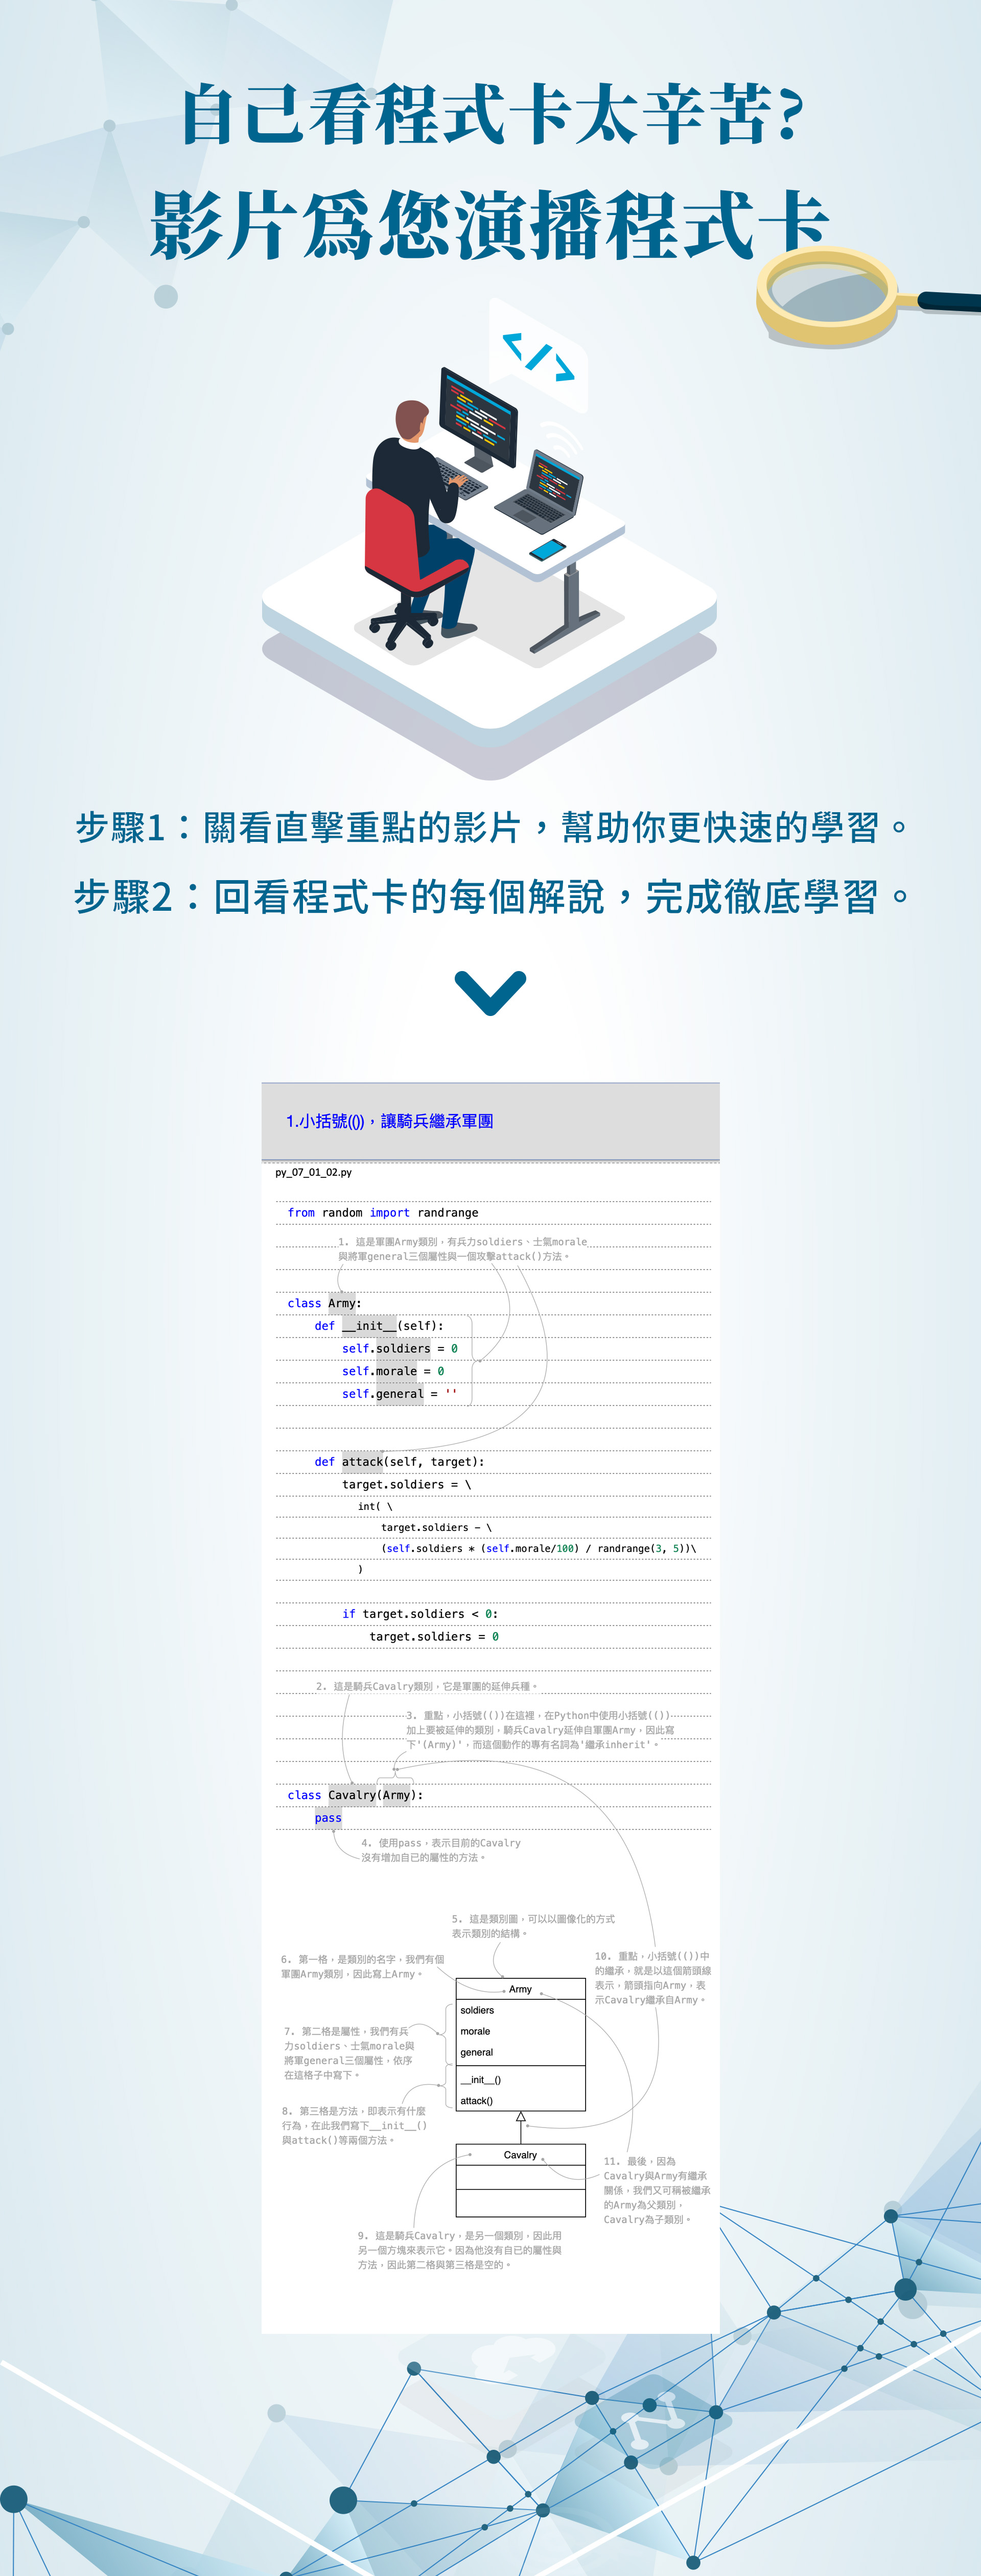 自己看程式卡太辛苦?
影片爲您演播程式卡
</>
步驟1：關看直擊重點的影片，幫助你更快速的學習。
步驟2：回看程式卡的每個解說，完成徹底學習。
1.小括號(())，讓騎兵繼承軍團
py_07_01_02.py
from random import randrange
1. 這是軍團Army類別，有兵力soldiers、士氣morale
與將軍general三個屬性與一個攻擊attack()方法。
class Army:
def __init__(self):
self.soldiers = 0
self.morale = 0
self.general = ''
def attack(self, target):
target.soldiers = \
int( \
target.soldiers - \
(self.soldiers * (self.morale/100) / randrange(3, 5))\
)
if target.soldiers < 0:
target.soldiers = 0
2. 這是騎兵Cavalry類別，它是軍團的延伸兵種。
3. 重點，小括號(())在這裡，在Python中使用小括號(())
加上要被延伸的類別，騎兵Cavalry延伸自軍團Army，因此寫
下'(Army)'，而這個動作的專有名詞為'繼承inherit'。
class Cavalry(Army):
pass
4. 使用pass，表示目前的Cavalry
沒有增加自已的屬性的方法。
5. 這是類別圖，可以以圖像化的方式
表示類別的結構。
6. 第一格，是類別的名字，我們有個
軍團Army類別，因此寫上Army。
10. 重點，小括號(())中
的繼承，就是以這個箭頭線
表示，箭頭指向Army，表
示Cavalry繼承自Army。
Army
soldiers
morale
general
__init__()
attack()
7. 第二格是屬性，我們有兵
力soldiers、士氣morale與
將軍general三個屬性，依序
在這格子中寫下。
8. 第三格是方法，即表示有什麼
行為，在此我們寫下__init__()
與attack()等兩個方法。
Cavalry
11. 最後，因為
Cavalry與Army有繼承
關係，我們又可稱被繼承
的Army為父類別，
Cavalry為子類別。
9. 這是騎兵Cavalry，是另一個類別，因此用
另一個方塊來表示它。因為他沒有自已的屬性與
方法，因此第二格與第三格是空的。